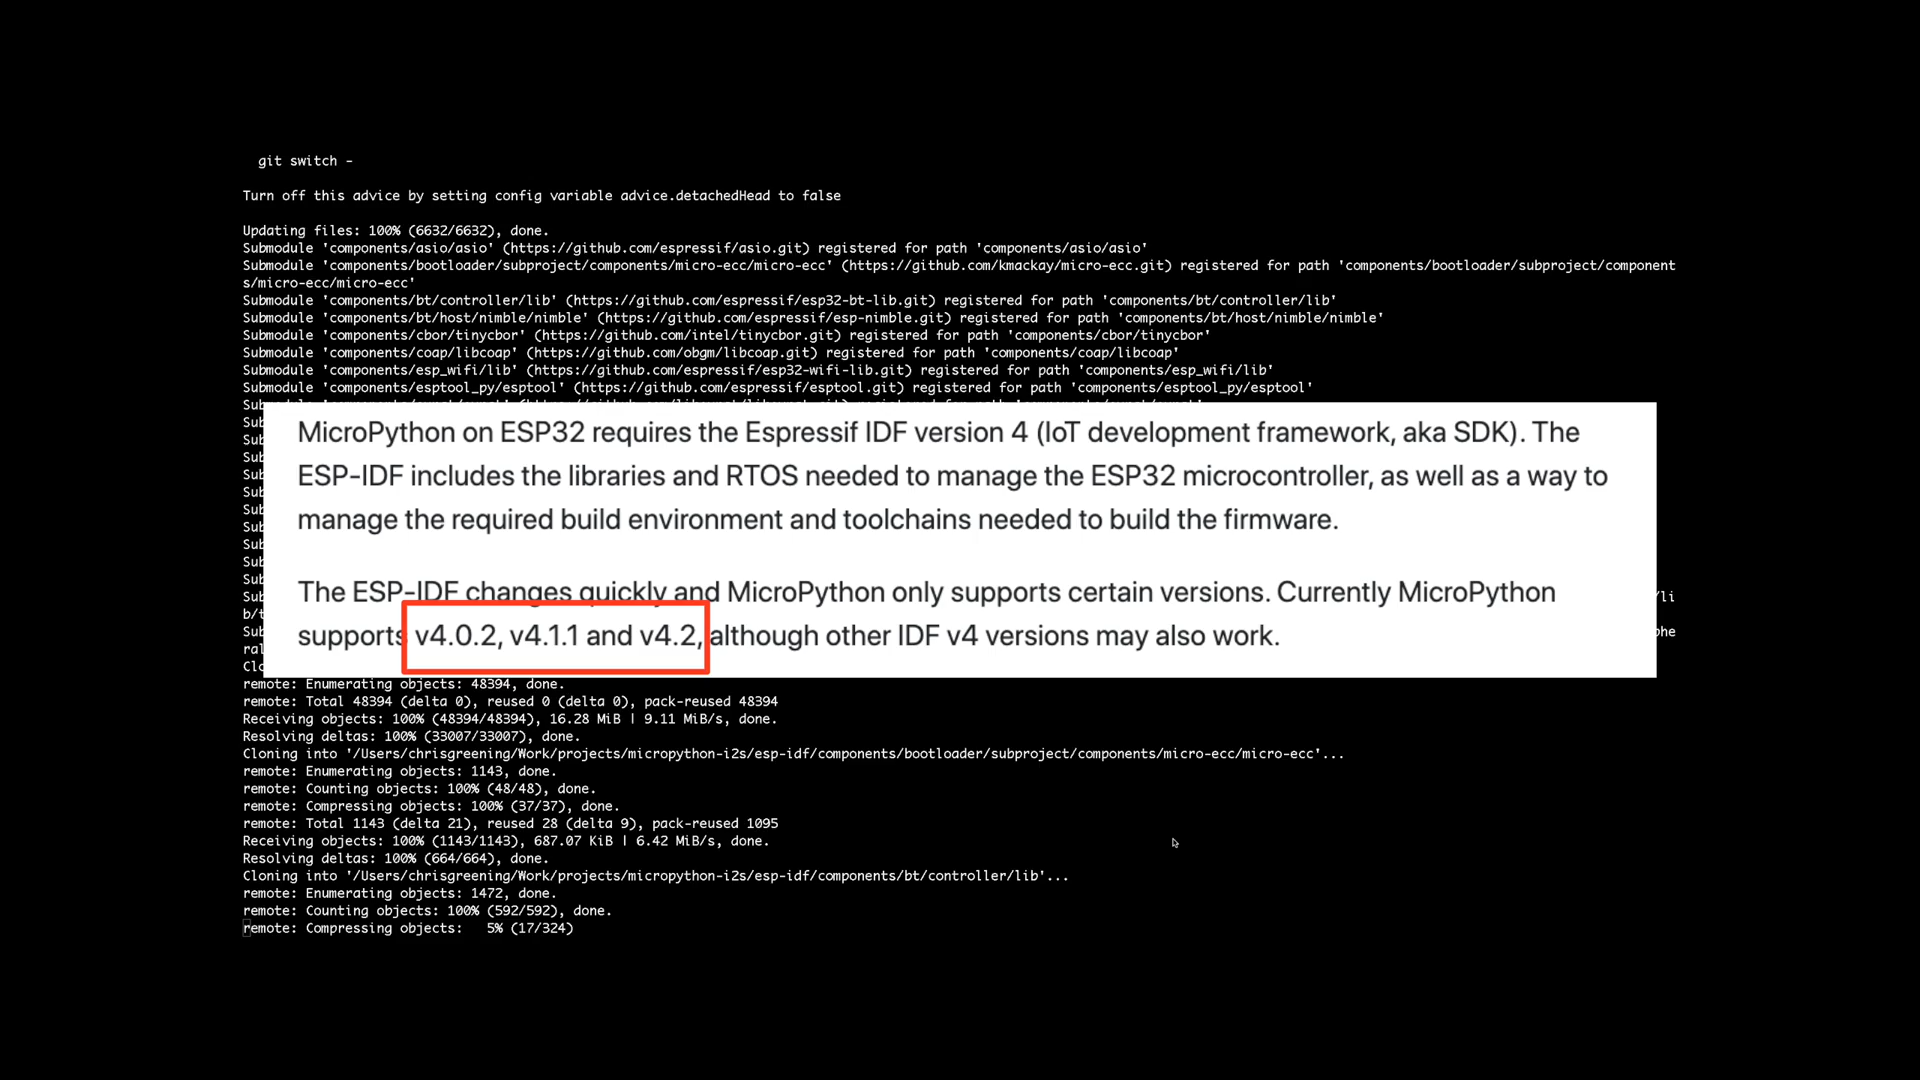 git switch -
Turn off this advice by setting config variable advice.detachedHead to false
Updating files: 100% (6632/6632), done.
Submodule 'components/asio/asio' (https://github.com/espressif/asio.git) registered for path 'components/asio/asio'
Submodule 'components/bootloader/subproject/components/micro-ecc/micro-ecc' (https://github.com/kmackay/micro-ecc.git) registered for path 'components/bootloader/subproject/component
s/micro-ecc/micro-ecc'
Submodule 'components/bt/controller/lib' (https://github.com/espressif/esp32-bt-lib.git) registered for path 'components/bt/controller/lib'
Submodule 'components/bt/host/nimble/nimble' (https://github.com/espressif/esp-nimble.git) registered for path 'components/bt/host/nimble/nimble'
Submodule 'components/cbor/tinycbor' (https://github.com/intel/tinycbor.git) registered for path 'components/cbor/tinycbor'
Submodule 'components/coap/libcoap' (https://github.com/obgm/libcoap.git) registered for path 'components/coap/libcoap'
Submodule 'components/esp_wifi/lib' (https://github.com/espressif/esp32-wifi-lib.git) registered for path 'components/esp_wifi/lib'
Submodule 'components/esptool_py/esptool' (https://github.com/espressif/esptool.git) registered for path 'components/esptool_py/esptool'
MicroPython on ESP32 requires the Espressif IDF version 4 (IoT development framework, aka SDK). The
ESP-IDF includes the libraries and RTOS needed to manage the ESP32 microcontroller, as well as a way to
manage the required build environment and toolchains needed to build the firmware.
The ESP-IDF changes quickly and MicroPython only supports certain versions. Currently MicroPython
supports v4.0.2, v4.1.1 and v4.2, although other IDF v4 versions may also work.
remote: Enumerating objects: 48394, done.
remote: Total 48394 (delta 0), reused 0 (delta 0), pack-reused 48394
Receiving objects: 100% (48394/48394), 16.28 MiB | 9.11 MiB/s, done.
Resolving deltas: 100% (33007/33007), done.
Cloning into '/Users/chrisgreening/Work/projects/micropython-i2s/esp-idf/components/bootloader/subproject/components/micro-ecc/micro-ecc'...
remote: Enumerating objects: 1143, done.
remote: Counting objects: 100% (48/48), done.
remote: Compressing objects: 100% (37/37), done.
remote: Total 1143 (delta 21), reused 28 (delta 9), pack-reused 1095
Receiving objects: 100% (1143/1143), 687.07 KiB | 6.42 MiB/s, done.
Resolving deltas: 100% (664/664), done.
Cloning into '/Users/chrisgreening/Work/projects/micropython-i2s/esp-idf/components/bt/controller/lib'...
remote: Enumerating objects: 1472, done.
remote: Counting objects: 100% (592/592), done.
remote: Compressing objects:   5% (17/324)